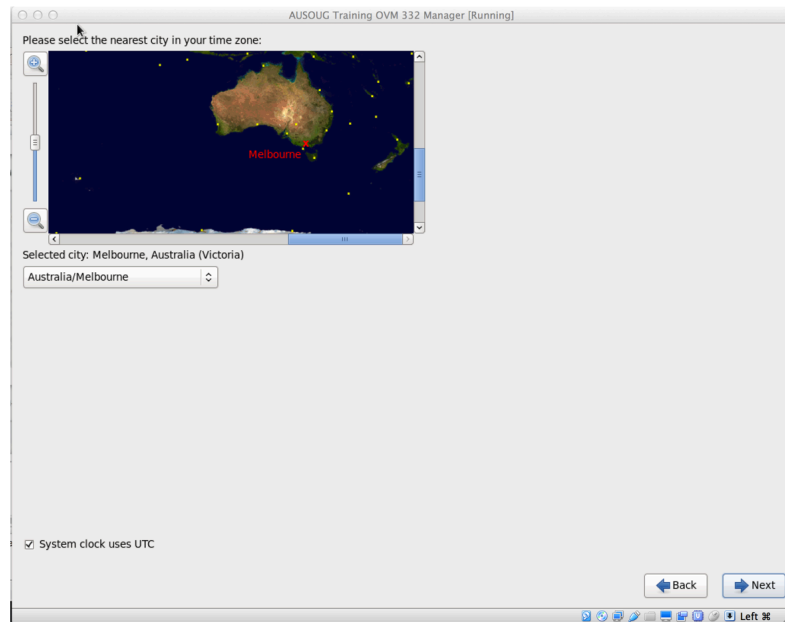 AUSOUG Training OVM 332 Manager [Running]
Please select the nearest city in your time zone:
Melbourne
Selected city: Melbourne, Australia (Victoria)
Australia/Melbourne
System clock uses UTC
Back
Next
Left ⌘